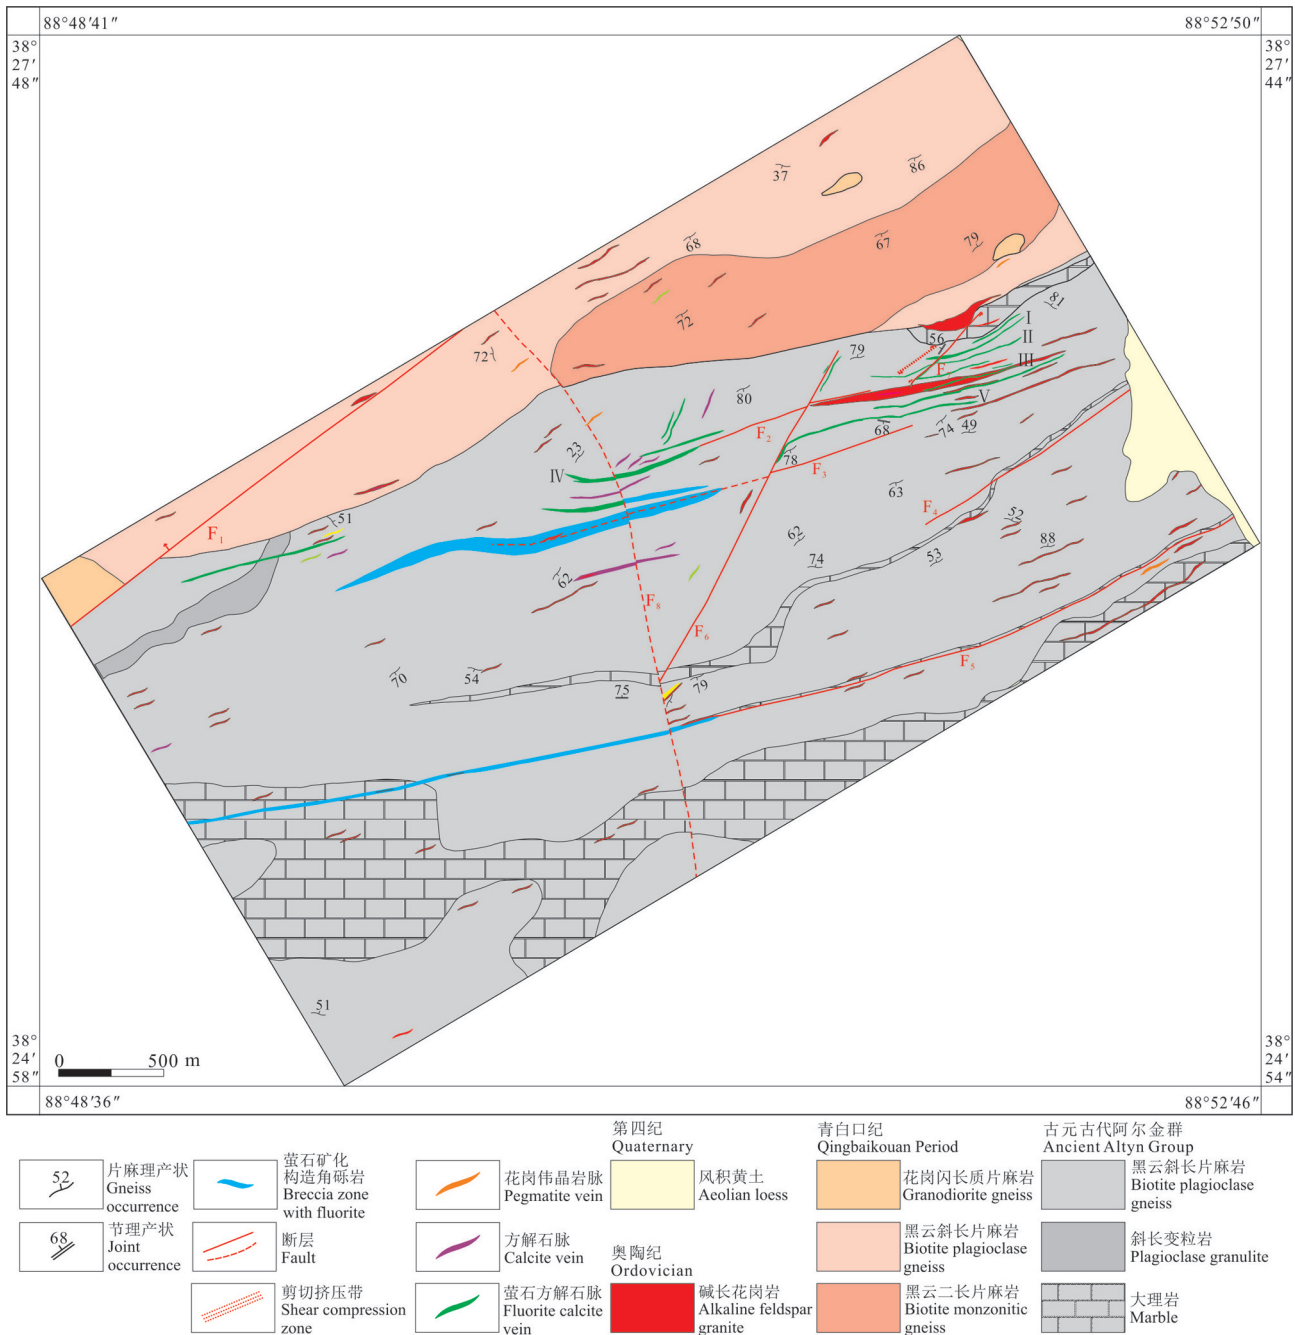 88°48′41″
88°52′50″
38°
27′
48″
38°
27′
44″
37
86
68
67
79
72
81
I
56
II
79
72
III
F
80
V
F₂
68
74
49
23
78
IV
F₃
63
51
F₄
52
F₁
62
88
74
53
62
F₈
F₆
F₅
70
54
75
79
51
0 500 m
38°
24′
58″
38°
24′
54″
88°48′36″
88°52′46″
52
片麻理产状
Gneiss
occurrence
68
节理产状
Joint
occurrence
萤石矿化
构造角砾岩
Breccia zone
with fluorite
断层
Fault
剪切挤压带
Shear compression
zone
花岗伟晶岩脉
Pegmatite vein
方解石脉
Calcite vein
萤石方解石脉
Fluorite calcite
vein
第四纪
Quaternary
风积黄土
Aeolian loess
奥陶纪
Ordovician
碱长花岗岩
Alkaline feldspar
granite
青白口纪
Qingbaikouan Period
花岗闪长质片麻岩
Granodiorite gneiss
黑云斜长片麻岩
Biotite plagioclase
gneiss
黑云二长片麻岩
Biotite monzonitic
gneiss
古元古代阿尔金群
Ancient Altyn Group
黑云斜长片麻岩
Biotite plagioclase
gneiss
斜长变粒岩
Plagioclase granulite
大理岩
Marble